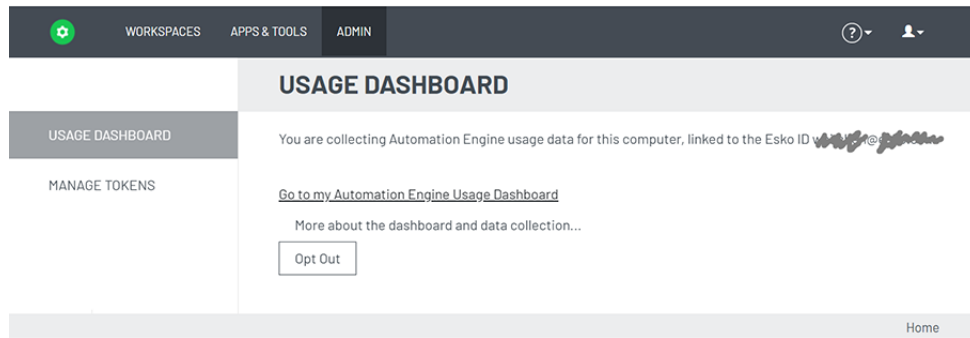 WORKSPACES APPS & TOOLS ADMIN ?
USAGE DASHBOARD
USAGE DASHBOARD
MANAGE TOKENS
You are collecting Automation Engine usage data for this computer, linked to the Esko ID
Go to my Automation Engine Usage Dashboard
More about the dashboard and data collection...
Opt Out
Home